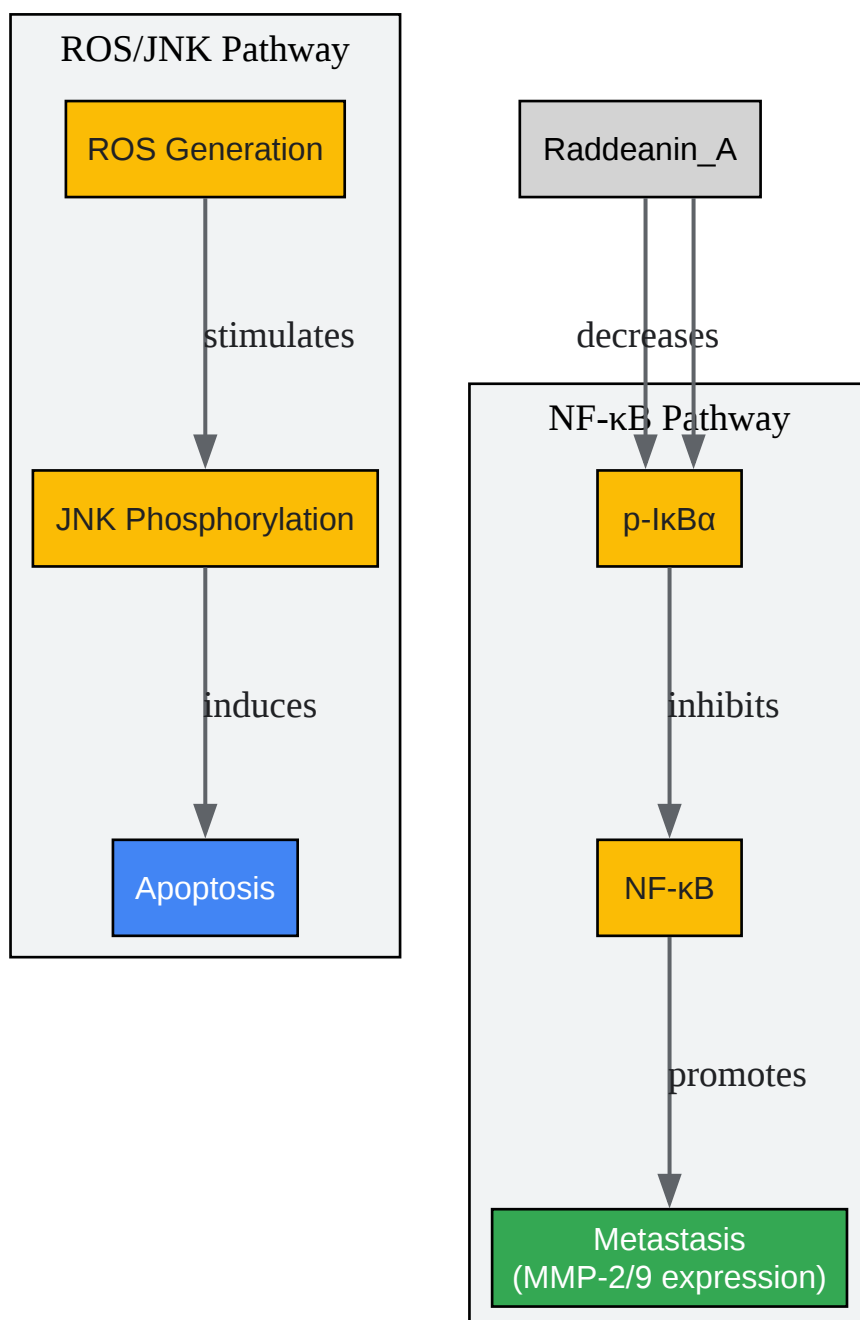 ROS/JNK Pathway
ROS Generation
stimulates
JNK Phosphorylation
induces
Apoptosis
Raddeanin_A
decreases
NF-κB Pathway
p-IκBα
inhibits
NF-κB
promotes
Metastasis
(MMP-2/9 expression)